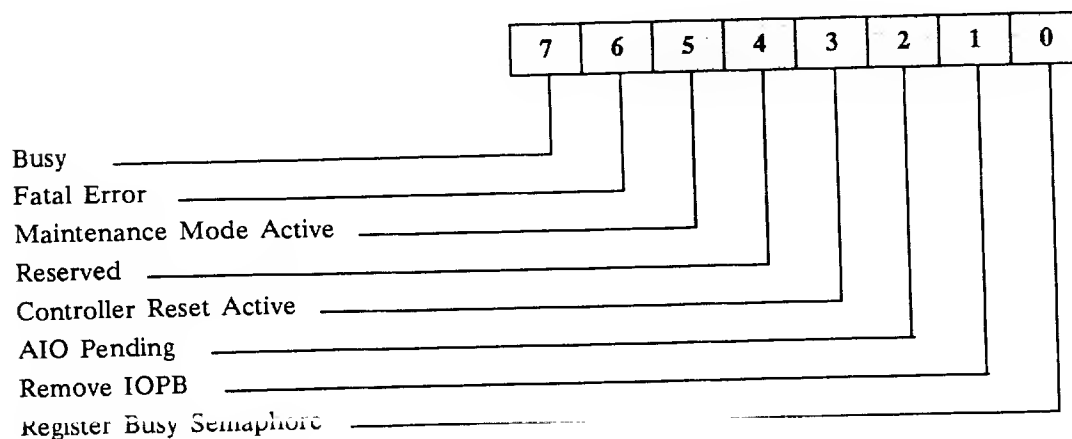 7 6 5 4 3 2 1 0
Busy
Fatal Error
Maintenance Mode Active
Reserved
Controller Reset Active
AIO Pending
Remove IOPB
Register Busy Semaphore